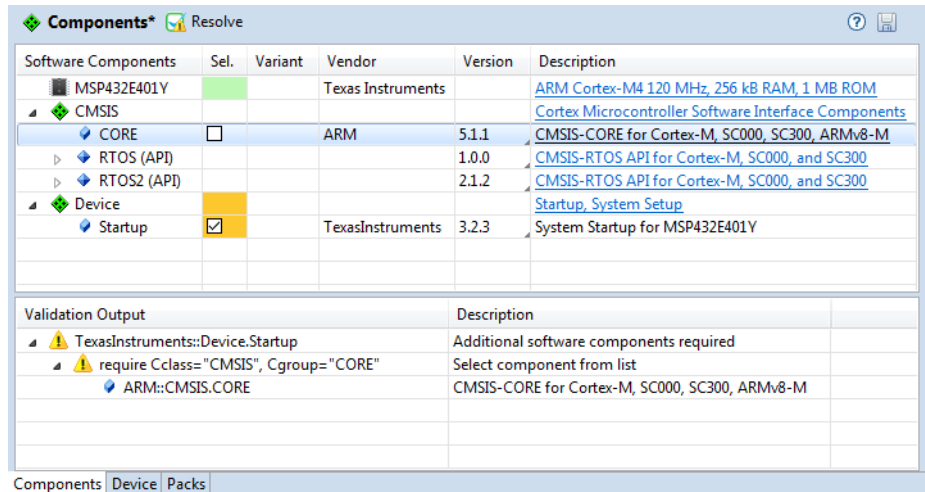 Components* Resolve
Software Components Sel. Variant Vendor Version Description
MSP432E401Y Texas Instruments ARM Cortex-M4 120 MHz, 256 kB RAM, 1 MB ROM
CMSIS Cortex Microcontroller Software Interface Components
CORE ARM 5.1.1 CMSIS-CORE for Cortex-M, SC000, SC300, ARMv8-M
RTOS (API) 1.0.0 CMSIS-RTOS API for Cortex-M, SC000, and SC300
RTOS2 (API) 2.1.2 CMSIS-RTOS API for Cortex-M, SC000, and SC300
Device Startup, System Setup
Startup TexasInstruments 3.2.3 System Startup for MSP432E401Y
Validation Output Description
TexasInstruments::Device.Startup Additional software components required
require Cclass="CMSIS", Cgroup="CORE" Select component from list
ARM::CMSIS.CORE CMSIS-CORE for Cortex-M, SC000, SC300, ARMv8-M
Components Device Packs